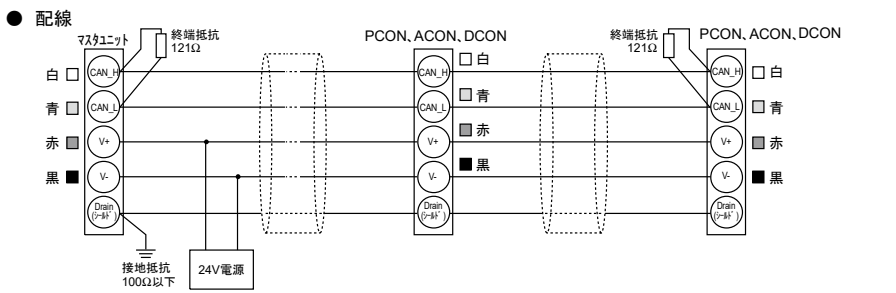 ● 配線
マスタユニット
終端抵抗
121Ω
白
CAN_H
青
CAN_L
赤
V+
黒
V-
Drain
(シールド)
接地抵抗
100Ω以下
24V電源
PCON、ACON、DCON
CAN_H
白
CAN_L
青
V+
赤
V-
黒
Drain
(シールド)
終端抵抗
121Ω
PCON、ACON、DCON
CAN_H
白
CAN_L
青
V+
赤
V-
黒
Drain
(シールド)